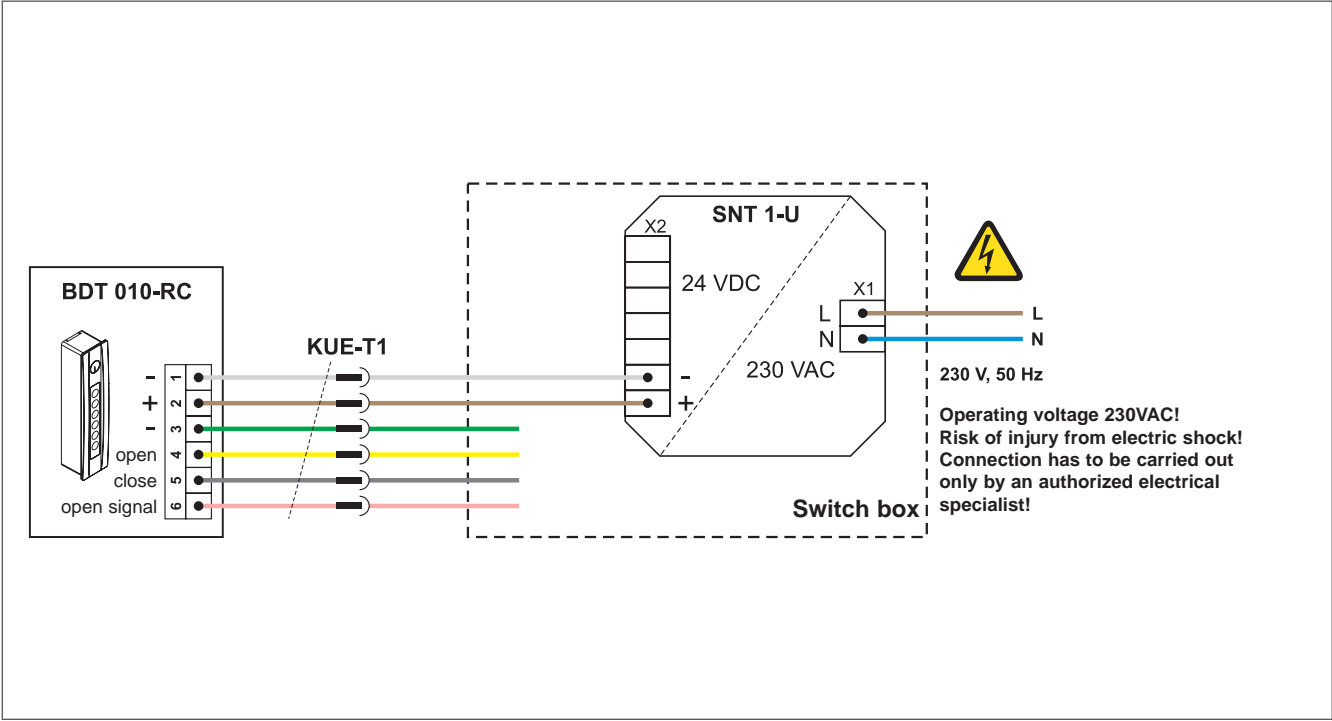 SNT 1-U
X2
24 VDC
BDT 010-RC
X1
L
L
KUE-T1
N
N
230 VAC
230 V, 50 Hz
- 1
-
+ 2
+
- 3
open 4
close 5
open signal 6
Operating voltage 230VAC!
Risk of injury from electric shock!
Connection has to be carried out
only by an authorized electrical
specialist!
Switch box